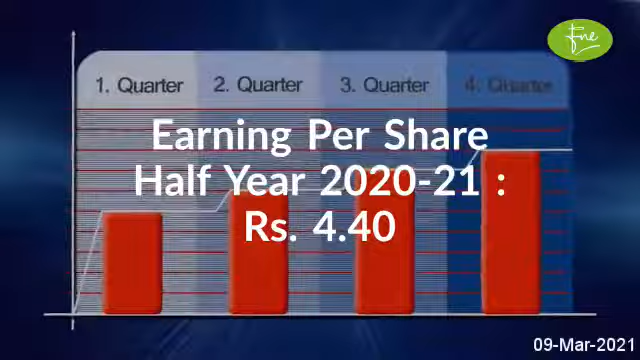 fne
1. Quarter 2. Quarter 3. Quarter 4. Quarter
Earning Per Share
Half Year 2020-21 :
Rs. 4.40
09-Mar-2021